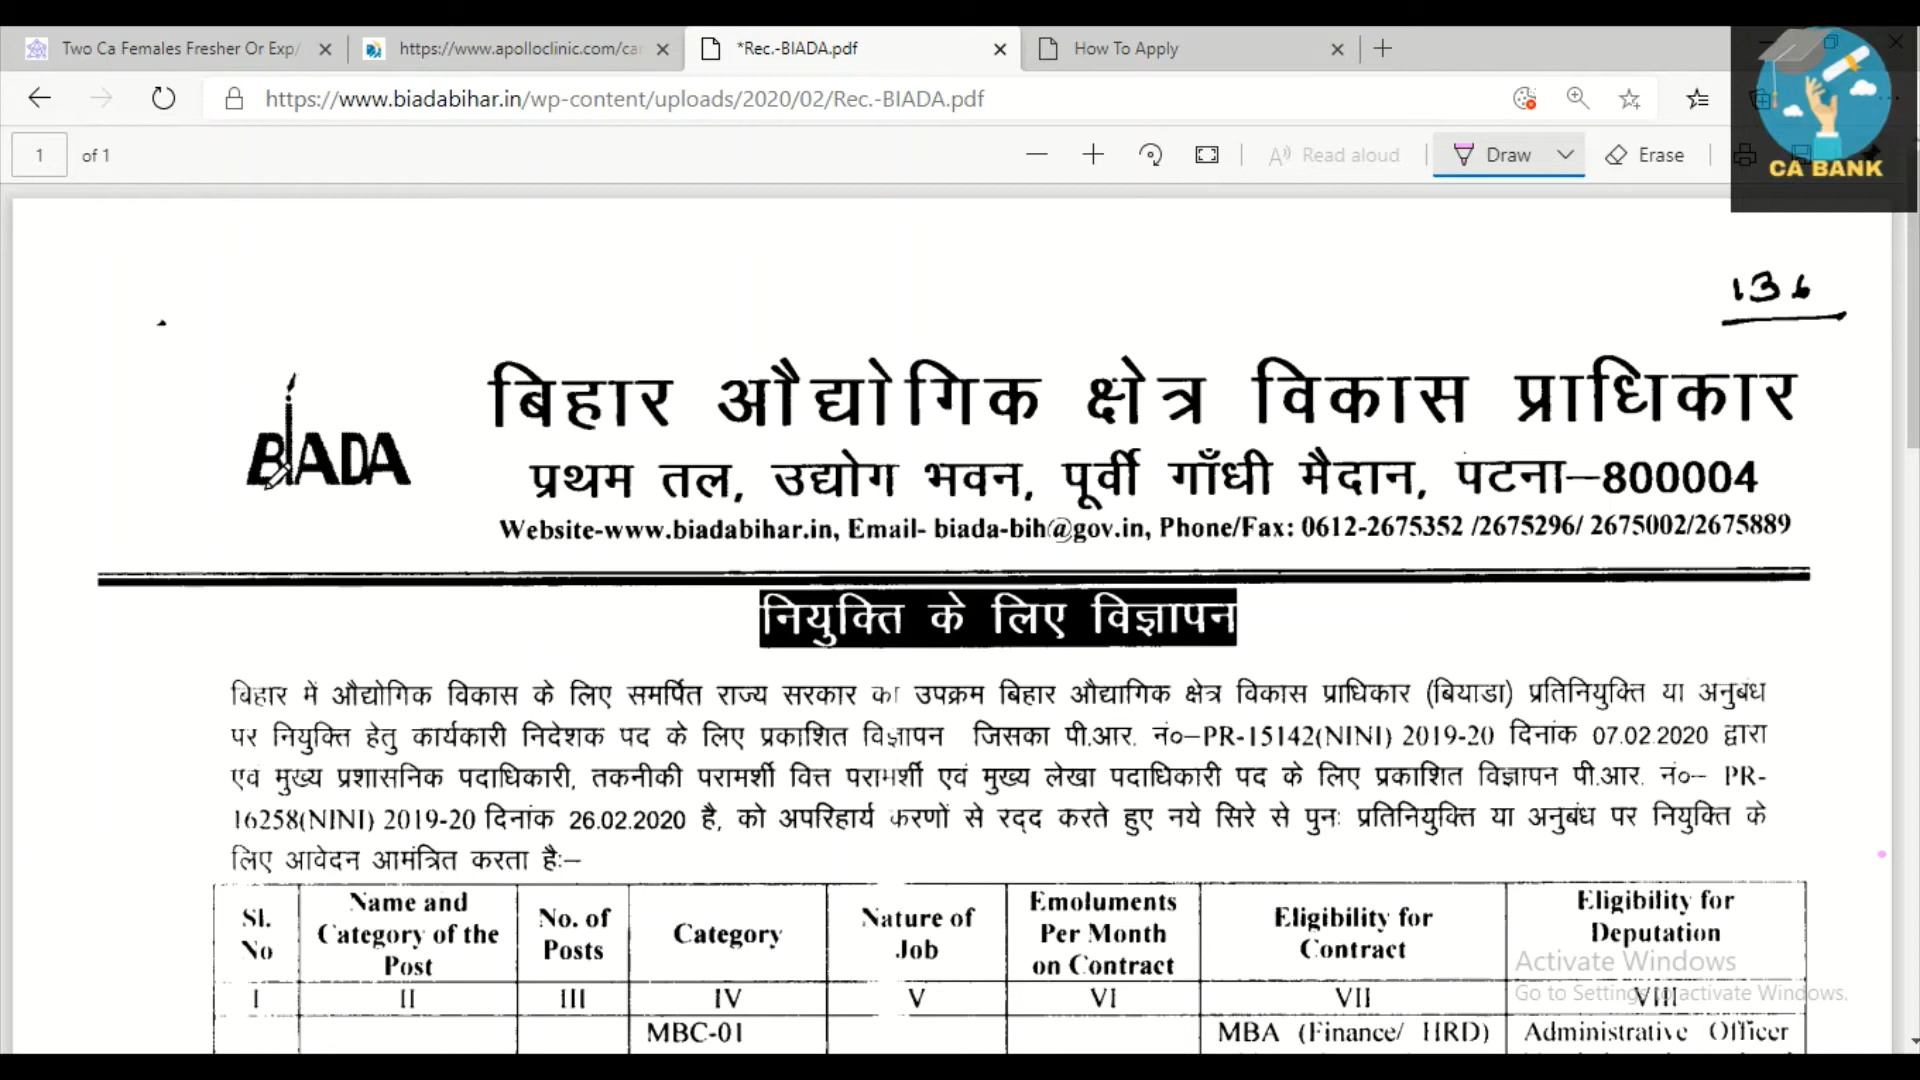 Two Ca Females Fresher Or Exp/
https://www.apolloclinic.com/car
*Rec.-BIADA.pdf
How To Apply
https://www.biadabihar.in/wp-content/uploads/2020/02/Rec.-BIADA.pdf
1 of 1
Read aloud
Draw
Erase
CA BANK
136
BIADA
बिहार औद्योगिक क्षेत्र विकास प्राधिकार
प्रथम तल, उद्योग भवन, पूर्वी गाँधी मैदान, पटना–800004
Website-www.biadabihar.in, Email- biada-bih@gov.in, Phone/Fax: 0612-2675352 /2675296/ 2675002/2675889
नियुक्ति के लिए विज्ञापन
बिहार में औद्योगिक विकास के लिए समर्पित राज्य सरकार का उपक्रम बिहार औद्यागिक क्षेत्र विकास प्राधिकार (बियाडा) प्रतिनियुक्ति या अनुबंध
पर नियुक्ति हेतु कार्यकारी निदेशक पद के लिए प्रकाशित विज्ञापन जिसका पी.आर. नं०–PR-15142(NINI) 2019-20 दिनांक 07.02.2020 द्वारा
एवं मुख्य प्रशासनिक पदाधिकारी, तकनीकी परामर्शी वित्त परामर्शी एवं मुख्य लेखा पदाधिकारी पद के लिए प्रकाशित विज्ञापन पी.आर. नं०– PR-
16258(NINI) 2019-20 दिनांक 26.02.2020 है, को अपरिहार्य करणों से रद्द करते हुए नये सिरे से पुनः प्रतिनियुक्ति या अनुबंध पर नियुक्ति के
लिए आवेदन आमंत्रित करता हैः–
Sl. No
Name and Category of the Post
No. of Posts
Category
Nature of Job
Emoluments Per Month on Contract
Eligibility for Contract
Eligibility for Deputation
I II III IV V VI VII VIII
MBC-01
MBA (Finance/ HRD)
Administrative Officer
Activate Windows
Go to Settings to activate Windows.